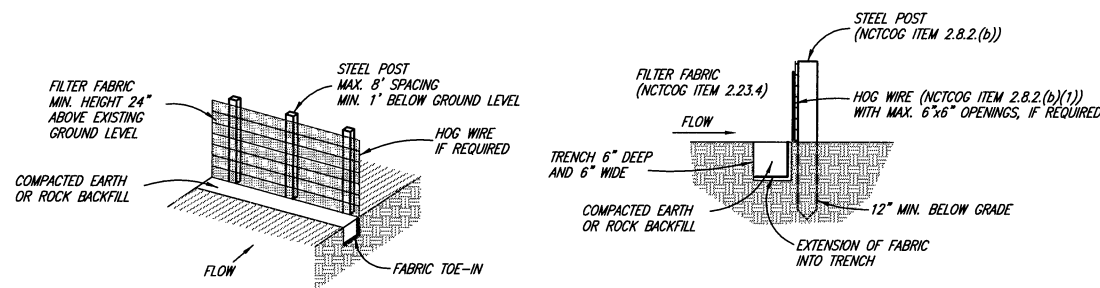 FILTER FABRIC
MIN. HEIGHT 24"
ABOVE EXISTING
GROUND LEVEL
STEEL POST
MAX. 8' SPACING
MIN. 1' BELOW GROUND LEVEL
HOG WIRE
IF REQUIRED
COMPACTED EARTH
OR ROCK BACKFILL
FLOW
FABRIC TOE-IN
STEEL POST
(NCTCOG ITEM 2.8.2.(b))
FILTER FABRIC
(NCTCOG ITEM 2.23.4)
HOG WIRE (NCTCOG ITEM 2.8.2.(b)(1))
WITH MAX. 6"x6" OPENINGS, IF REQUIRED
FLOW
TRENCH 6" DEEP
AND 6" WIDE
COMPACTED EARTH
OR ROCK BACKFILL
12" MIN. BELOW GRADE
EXTENSION OF FABRIC
INTO TRENCH